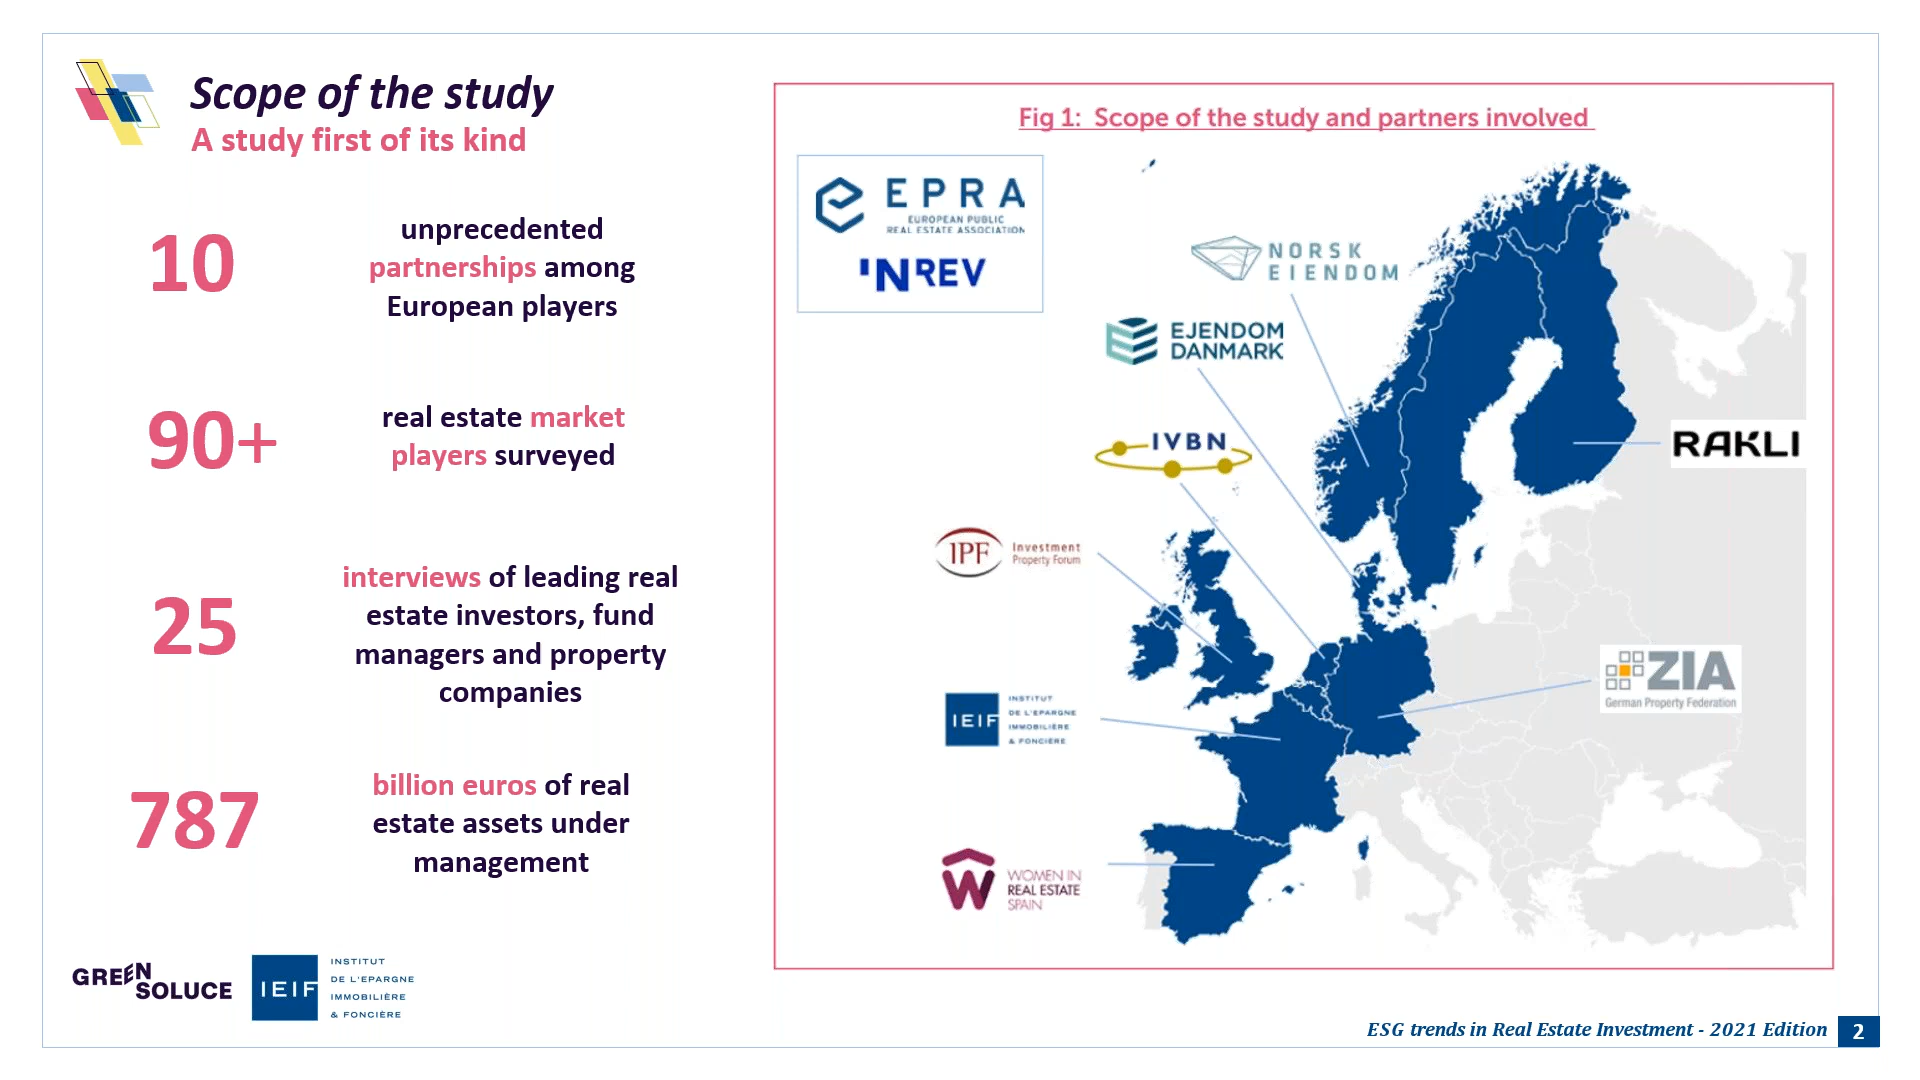 Scope of the study
A study first of its kind
10
unprecedented
partnerships among
European players
90+
real estate market
players surveyed
25
interviews of leading real
estate investors, fund
managers and property
companies
787
billion euros of real
estate assets under
management
GREEN
SOLUCE
IEIF
INSTITUT
DE L'EPARGNE
IMMOBILIÈRE
& FONCIÈRE
Fig 1: Scope of the study and partners involved
EPRA
EUROPEAN PUBLIC
REAL ESTATE ASSOCIATION
INREV
NORSK
EIENDOM
EJENDOM
DANMARK
IVBN
RAKLI
IPF
Investment
Property Forum
ZIA
German Property Federation
IEIF
INSTITUT
DE L'EPARGNE
IMMOBILIÈRE
& FONCIÈRE
W
WOMEN IN
REAL ESTATE
SPAIN
ESG trends in Real Estate Investment - 2021 Edition
2